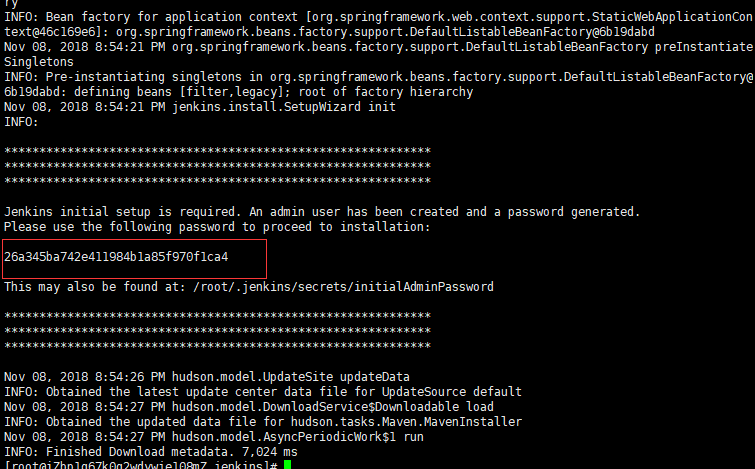 ry
INFO: Bean factory for application context [org.springframework.web.context.support.StaticWebApplicationCon
text@46c169e6]: org.springframework.beans.factory.support.DefaultListableBeanFactory@6b19dabd
Nov 08, 2018 8:54:21 PM org.springframework.beans.factory.support.DefaultListableBeanFactory preInstantiate
Singletons
INFO: Pre-instantiating singletons in org.springframework.beans.factory.support.DefaultListableBeanFactory@
6b19dabd: defining beans [filter,legacy]; root of factory hierarchy
Nov 08, 2018 8:54:21 PM jenkins.install.SetupWizard init
INFO:
*************************************************************
*************************************************************
*************************************************************
Jenkins initial setup is required. An admin user has been created and a password generated.
Please use the following password to proceed to installation:
26a345ba742e411984b1a85f970f1ca4
This may also be found at: /root/.jenkins/secrets/initialAdminPassword
*************************************************************
*************************************************************
*************************************************************
Nov 08, 2018 8:54:26 PM hudson.model.UpdateSite updateData
INFO: Obtained the latest update center data file for UpdateSource default
Nov 08, 2018 8:54:27 PM hudson.model.DownloadService$Downloadable load
INFO: Obtained the updated data file for hudson.tasks.Maven.MavenInstaller
Nov 08, 2018 8:54:27 PM hudson.model.AsyncPeriodicWork$1 run
INFO: Finished Download metadata. 7,024 ms